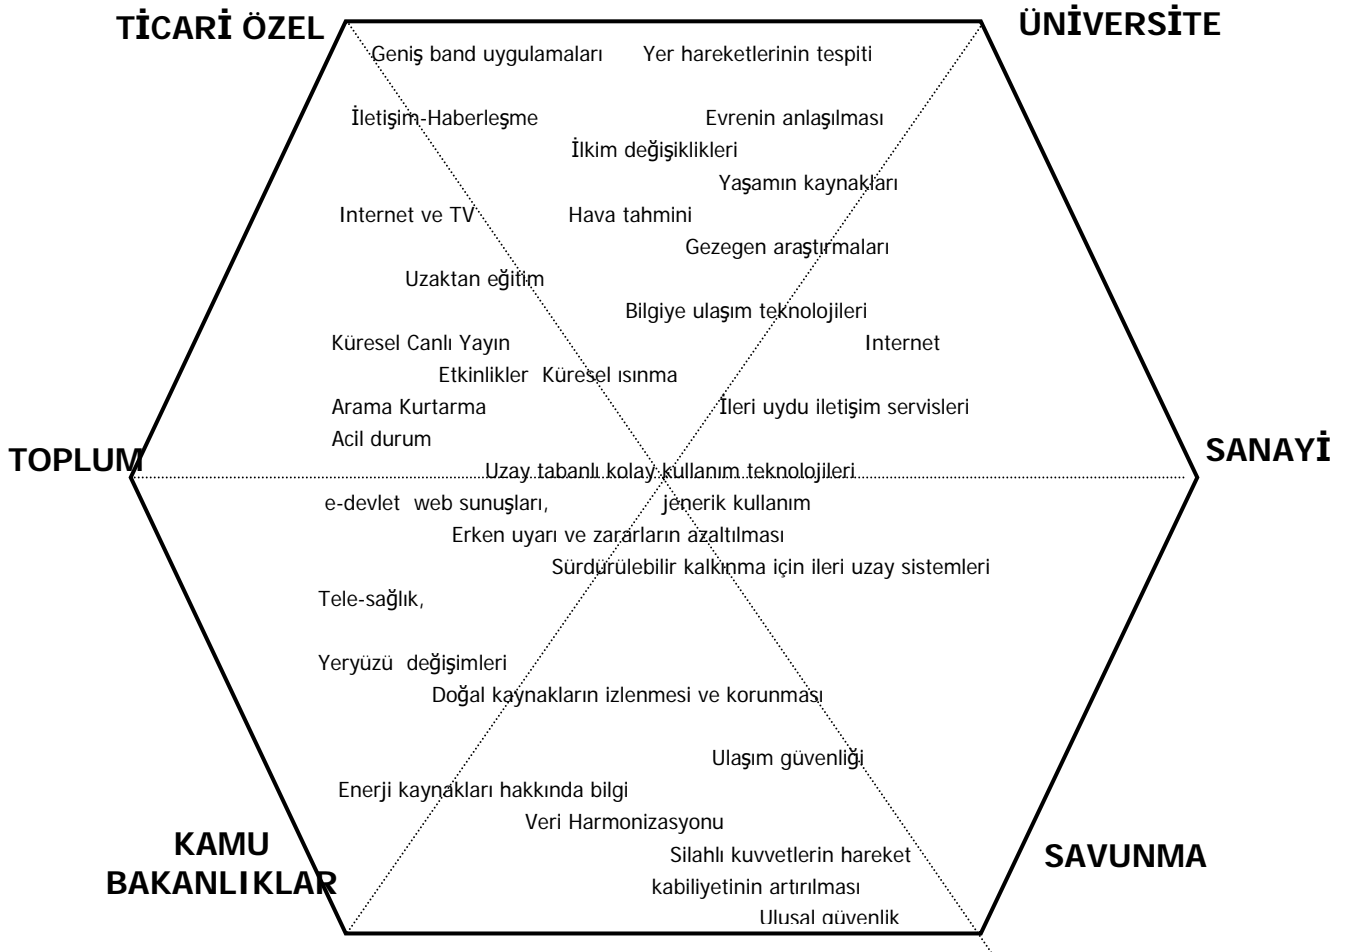 TİCARİ ÖZEL
ÜNİVERSİTE
Geniş band uygulamaları Yer hareketlerinin tespiti
İletişim-Haberleşme Evrenin anlaşılması
İlkim değişiklikleri
Yaşamın kaynakları
Internet ve TV Hava tahmini
Gezegen araştırmaları
Uzaktan eğitim
Bilgiye ulaşım teknolojileri
Küresel Canlı Yayın Internet
Etkinlikler Küresel ısınma
Arama Kurtarma İleri uydu iletişim servisleri
Acil durum
TOPLUM
SANAYİ
Uzay tabanlı kolay kullanım teknolojileri
e-devlet web sunuşları, jenerik kullanım
Erken uyarı ve zararların azaltılması
Sürdürülebilir kalkınma için ileri uzay sistemleri
Tele-sağlık,
Yeryüzü değişimleri
Doğal kaynakların izlenmesi ve korunması
Ulaşım güvenliği
Enerji kaynakları hakkında bilgi
Veri Harmonizasyonu
KAMU
BAKANLIKLAR
SAVUNMA
Silahlı kuvvetlerin hareket
kabiliyetinin artırılması
Ulusal güvenlik